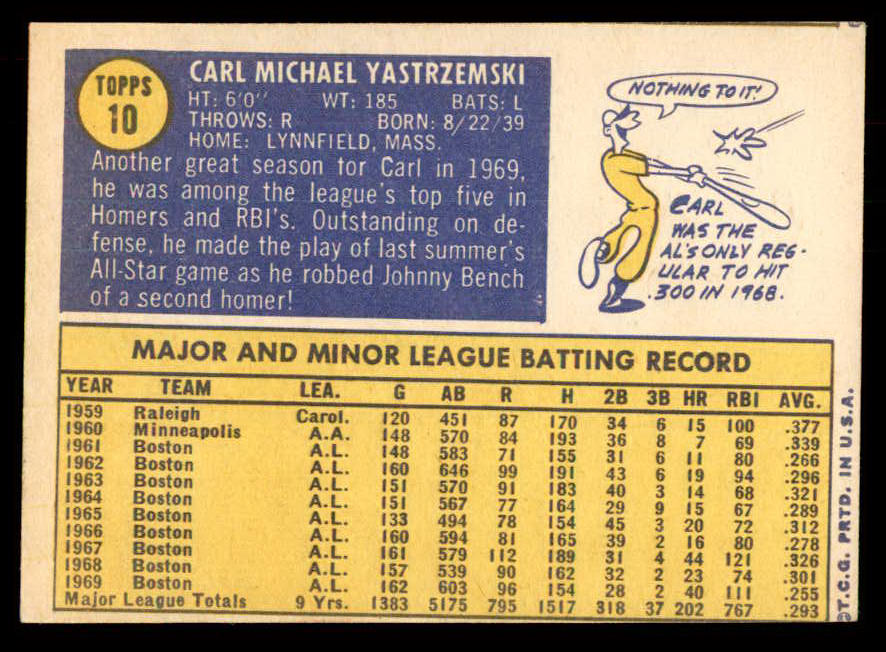 TOPPS
10
CARL MICHAEL YASTRZEMSKI
HT: 6'0" WT: 185 BATS: L
THROWS: R BORN: 8/22/39
HOME: LYNNFIELD, MASS.
Another great season for Carl in 1969,
he was among the league's top five in
Homers and RBI's. Outstanding on de-
fense, he made the play of last summer's
All-Star game as he robbed Johnny Bench
of a second homer!
NOTHING TO IT!
CARL
WAS THE
AL'S ONLY REG-
ULAR TO HIT
.300 IN 1968.
MAJOR AND MINOR LEAGUE BATTING RECORD
YEAR TEAM LEA. G AB R H 2B 3B HR RBI AVG.
1959 Raleigh Carol. 120 451 87 170 34 6 15 100 .377
1960 Minneapolis A.A. 148 570 84 193 36 8 7 69 .339
1961 Boston A.L. 148 583 71 155 31 6 11 80 .266
1962 Boston A.L. 160 646 99 191 43 6 19 94 .296
1963 Boston A.L. 151 570 91 183 40 3 14 68 .321
1964 Boston A.L. 151 567 77 164 29 9 15 67 .289
1965 Boston A.L. 133 494 78 154 45 3 20 72 .312
1966 Boston A.L. 160 594 81 165 39 2 16 80 .278
1967 Boston A.L. 161 579 112 189 31 4 44 121 .326
1968 Boston A.L. 157 539 90 162 32 2 23 74 .301
1969 Boston A.L. 162 603 96 154 28 2 40 111 .255
Major League Totals 9 Yrs. 1383 5175 795 1517 318 37 202 767 .293
©T.C.G. PRTD. IN U.S.A.